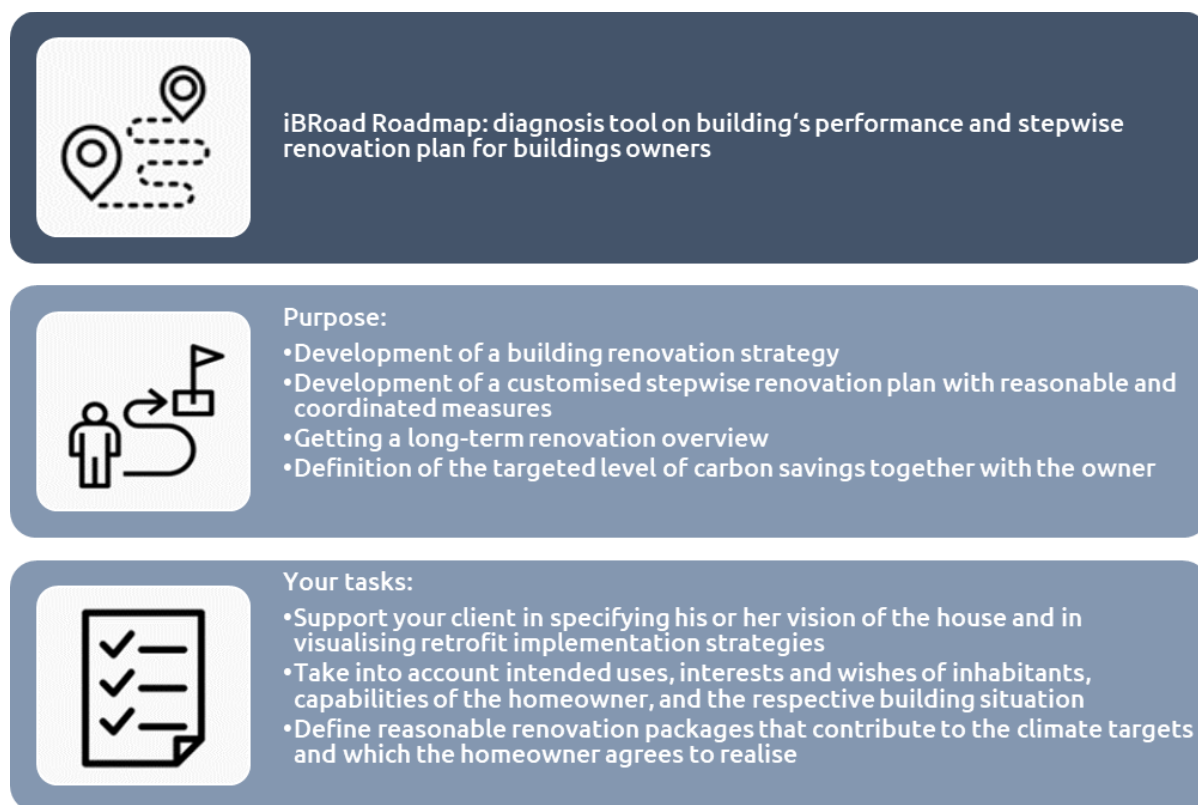 iBRoad Roadmap: diagnosis tool on building‘s performance and stepwise
renovation plan for buildings owners
Purpose:
•Development of a building renovation strategy
•Development of a customised stepwise renovation plan with reasonable and
coordinated measures
•Getting a long-term renovation overview
•Definition of the targeted level of carbon savings together with the owner
Your tasks:
•Support your client in specifying his or her vision of the house and in
visualising retrofit implementation strategies
•Take into account intended uses, interests and wishes of inhabitants,
capabilities of the homeowner, and the respective building situation
•Define reasonable renovation packages that contribute to the climate targets
and which the homeowner agrees to realise